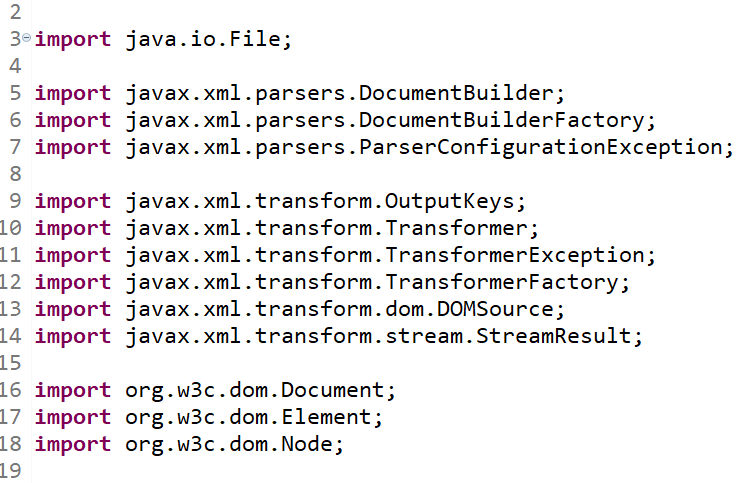 2
3 import java.io.File;
4
5 import javax.xml.parsers.DocumentBuilder;
6 import javax.xml.parsers.DocumentBuilderFactory;
7 import javax.xml.parsers.ParserConfigurationException;
8
9 import javax.xml.transform.OutputKeys;
10 import javax.xml.transform.Transformer;
11 import javax.xml.transform.TransformerException;
12 import javax.xml.transform.TransformerFactory;
13 import javax.xml.transform.dom.DOMSource;
14 import javax.xml.transform.stream.StreamResult;
15
16 import org.w3c.dom.Document;
17 import org.w3c.dom.Element;
18 import org.w3c.dom.Node;
19